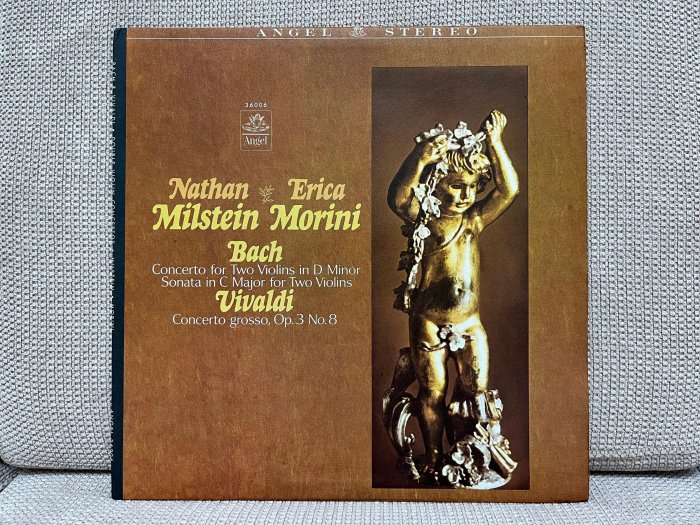 ANGEL STEREO
36006
Angel
Nathan Erica
Milstein Morini
Bach
Concerto for Two Violins in D Minor
Sonata in C Major for Two Violins
Vivaldi
Concerto grosso, Op. 3 No. 8